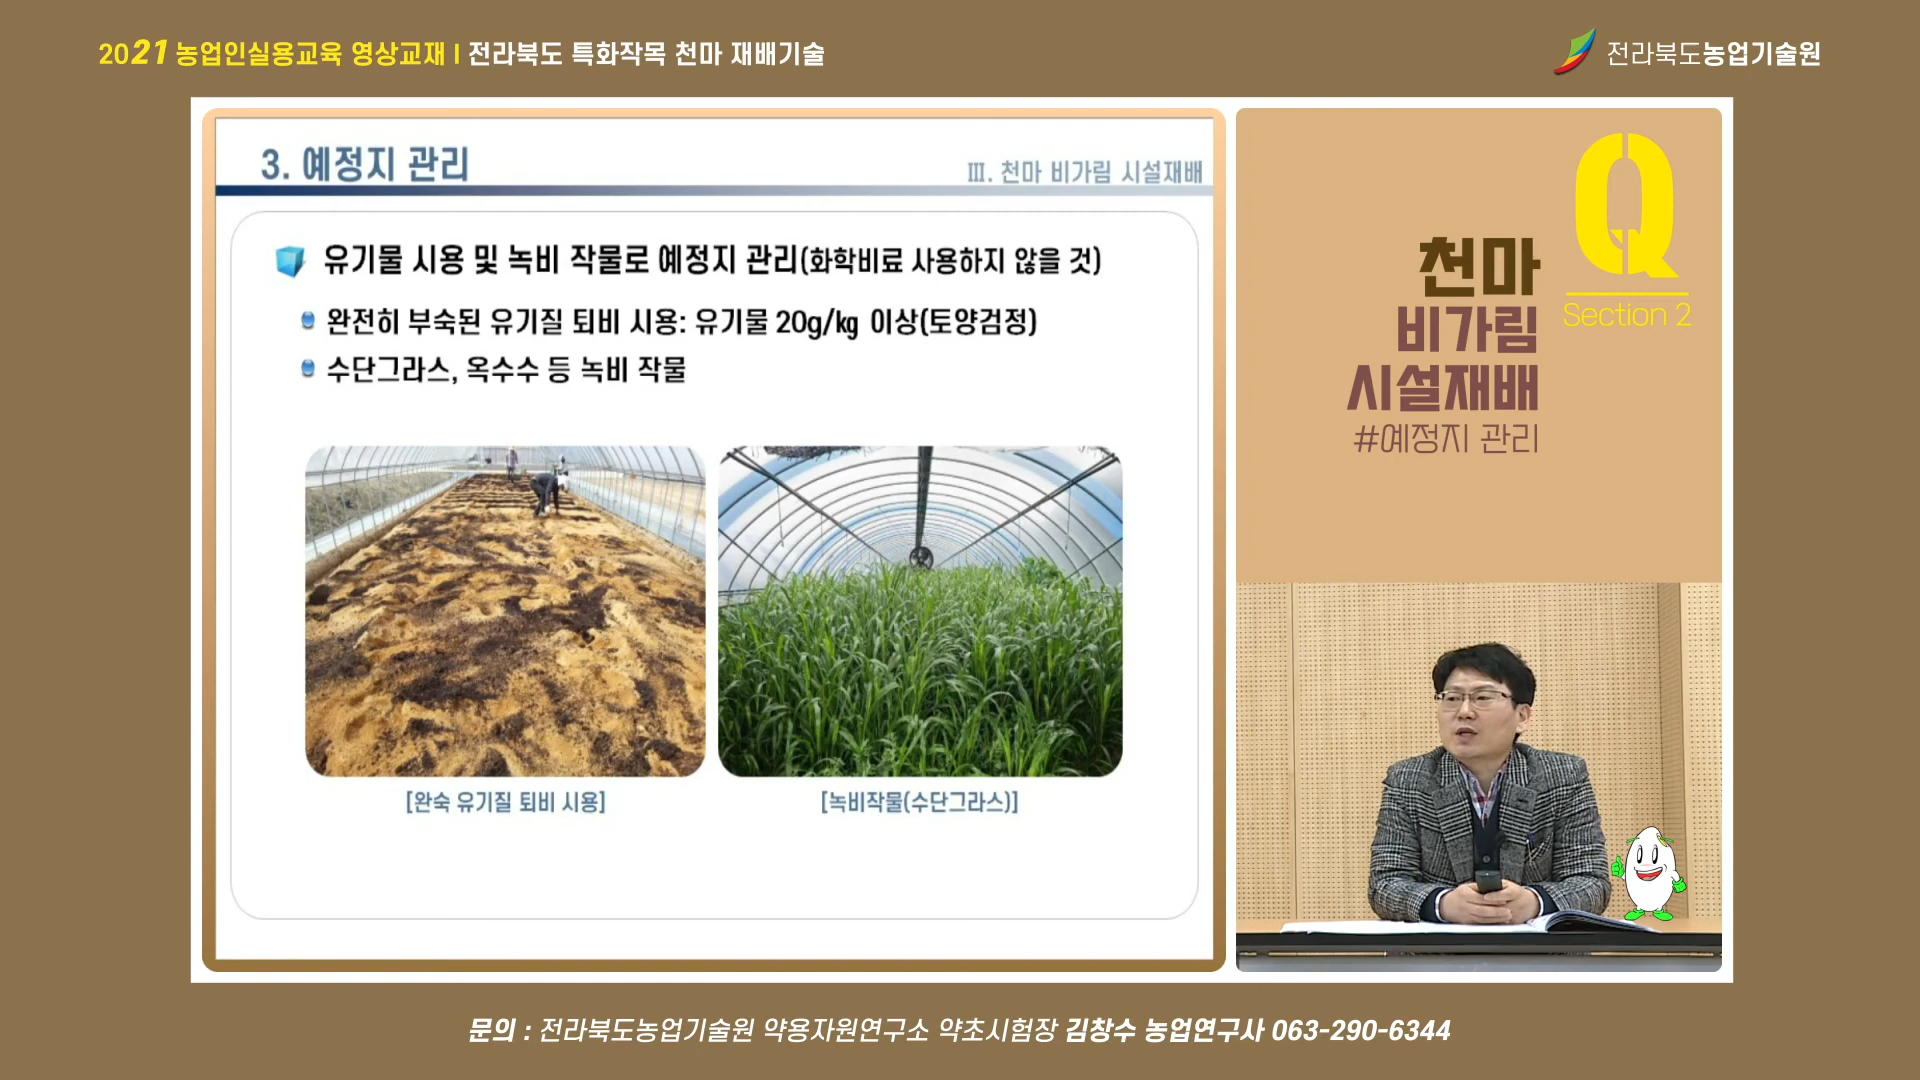 2021 농업인실용교육 영상교재 I 전라북도 특화작목 천마 재배기술
전라북도농업기술원
3. 예정지 관리
Ⅲ. 천마 비가림 시설재배
유기물 시용 및 녹비 작물로 예정지 관리(화학비료 사용하지 않을 것)
완전히 부숙된 유기질 퇴비 시용: 유기물 20g/㎏ 이상(토양검정)
수단그라스, 옥수수 등 녹비 작물
[완숙 유기질 퇴비 시용]
[녹비작물(수단그라스)]
Q
Section 2
천마
비가림
시설재배
#예정지 관리
문의 : 전라북도농업기술원 약용자원연구소 약초시험장 김창수 농업연구사 063-290-6344